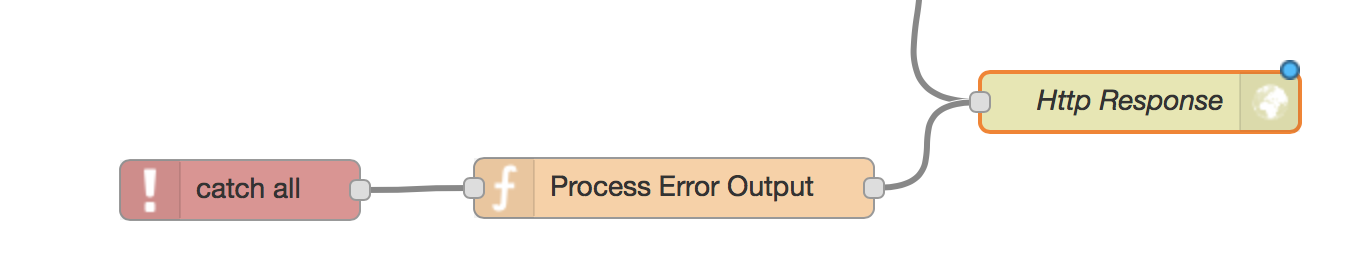 Http Response
catch all
Process Error Output